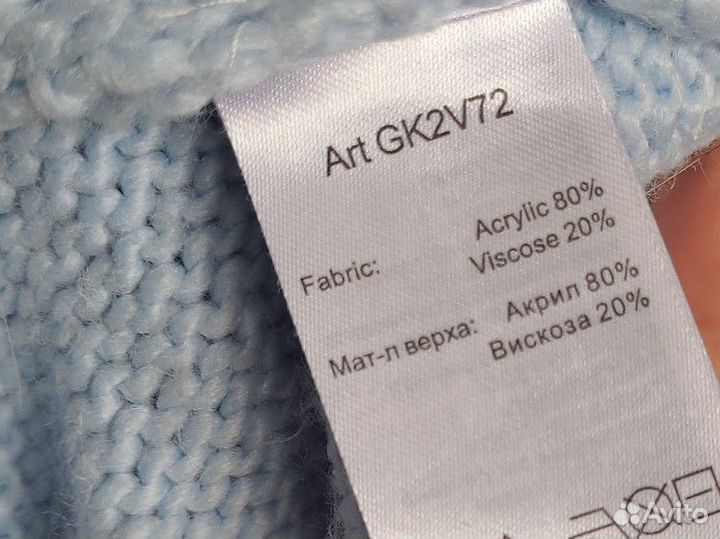 Art GK2V72
Fabric: Acrylic 80%
Viscose 20%
Мат-л верха: Акрил 80%
Вискоза 20%
Avito